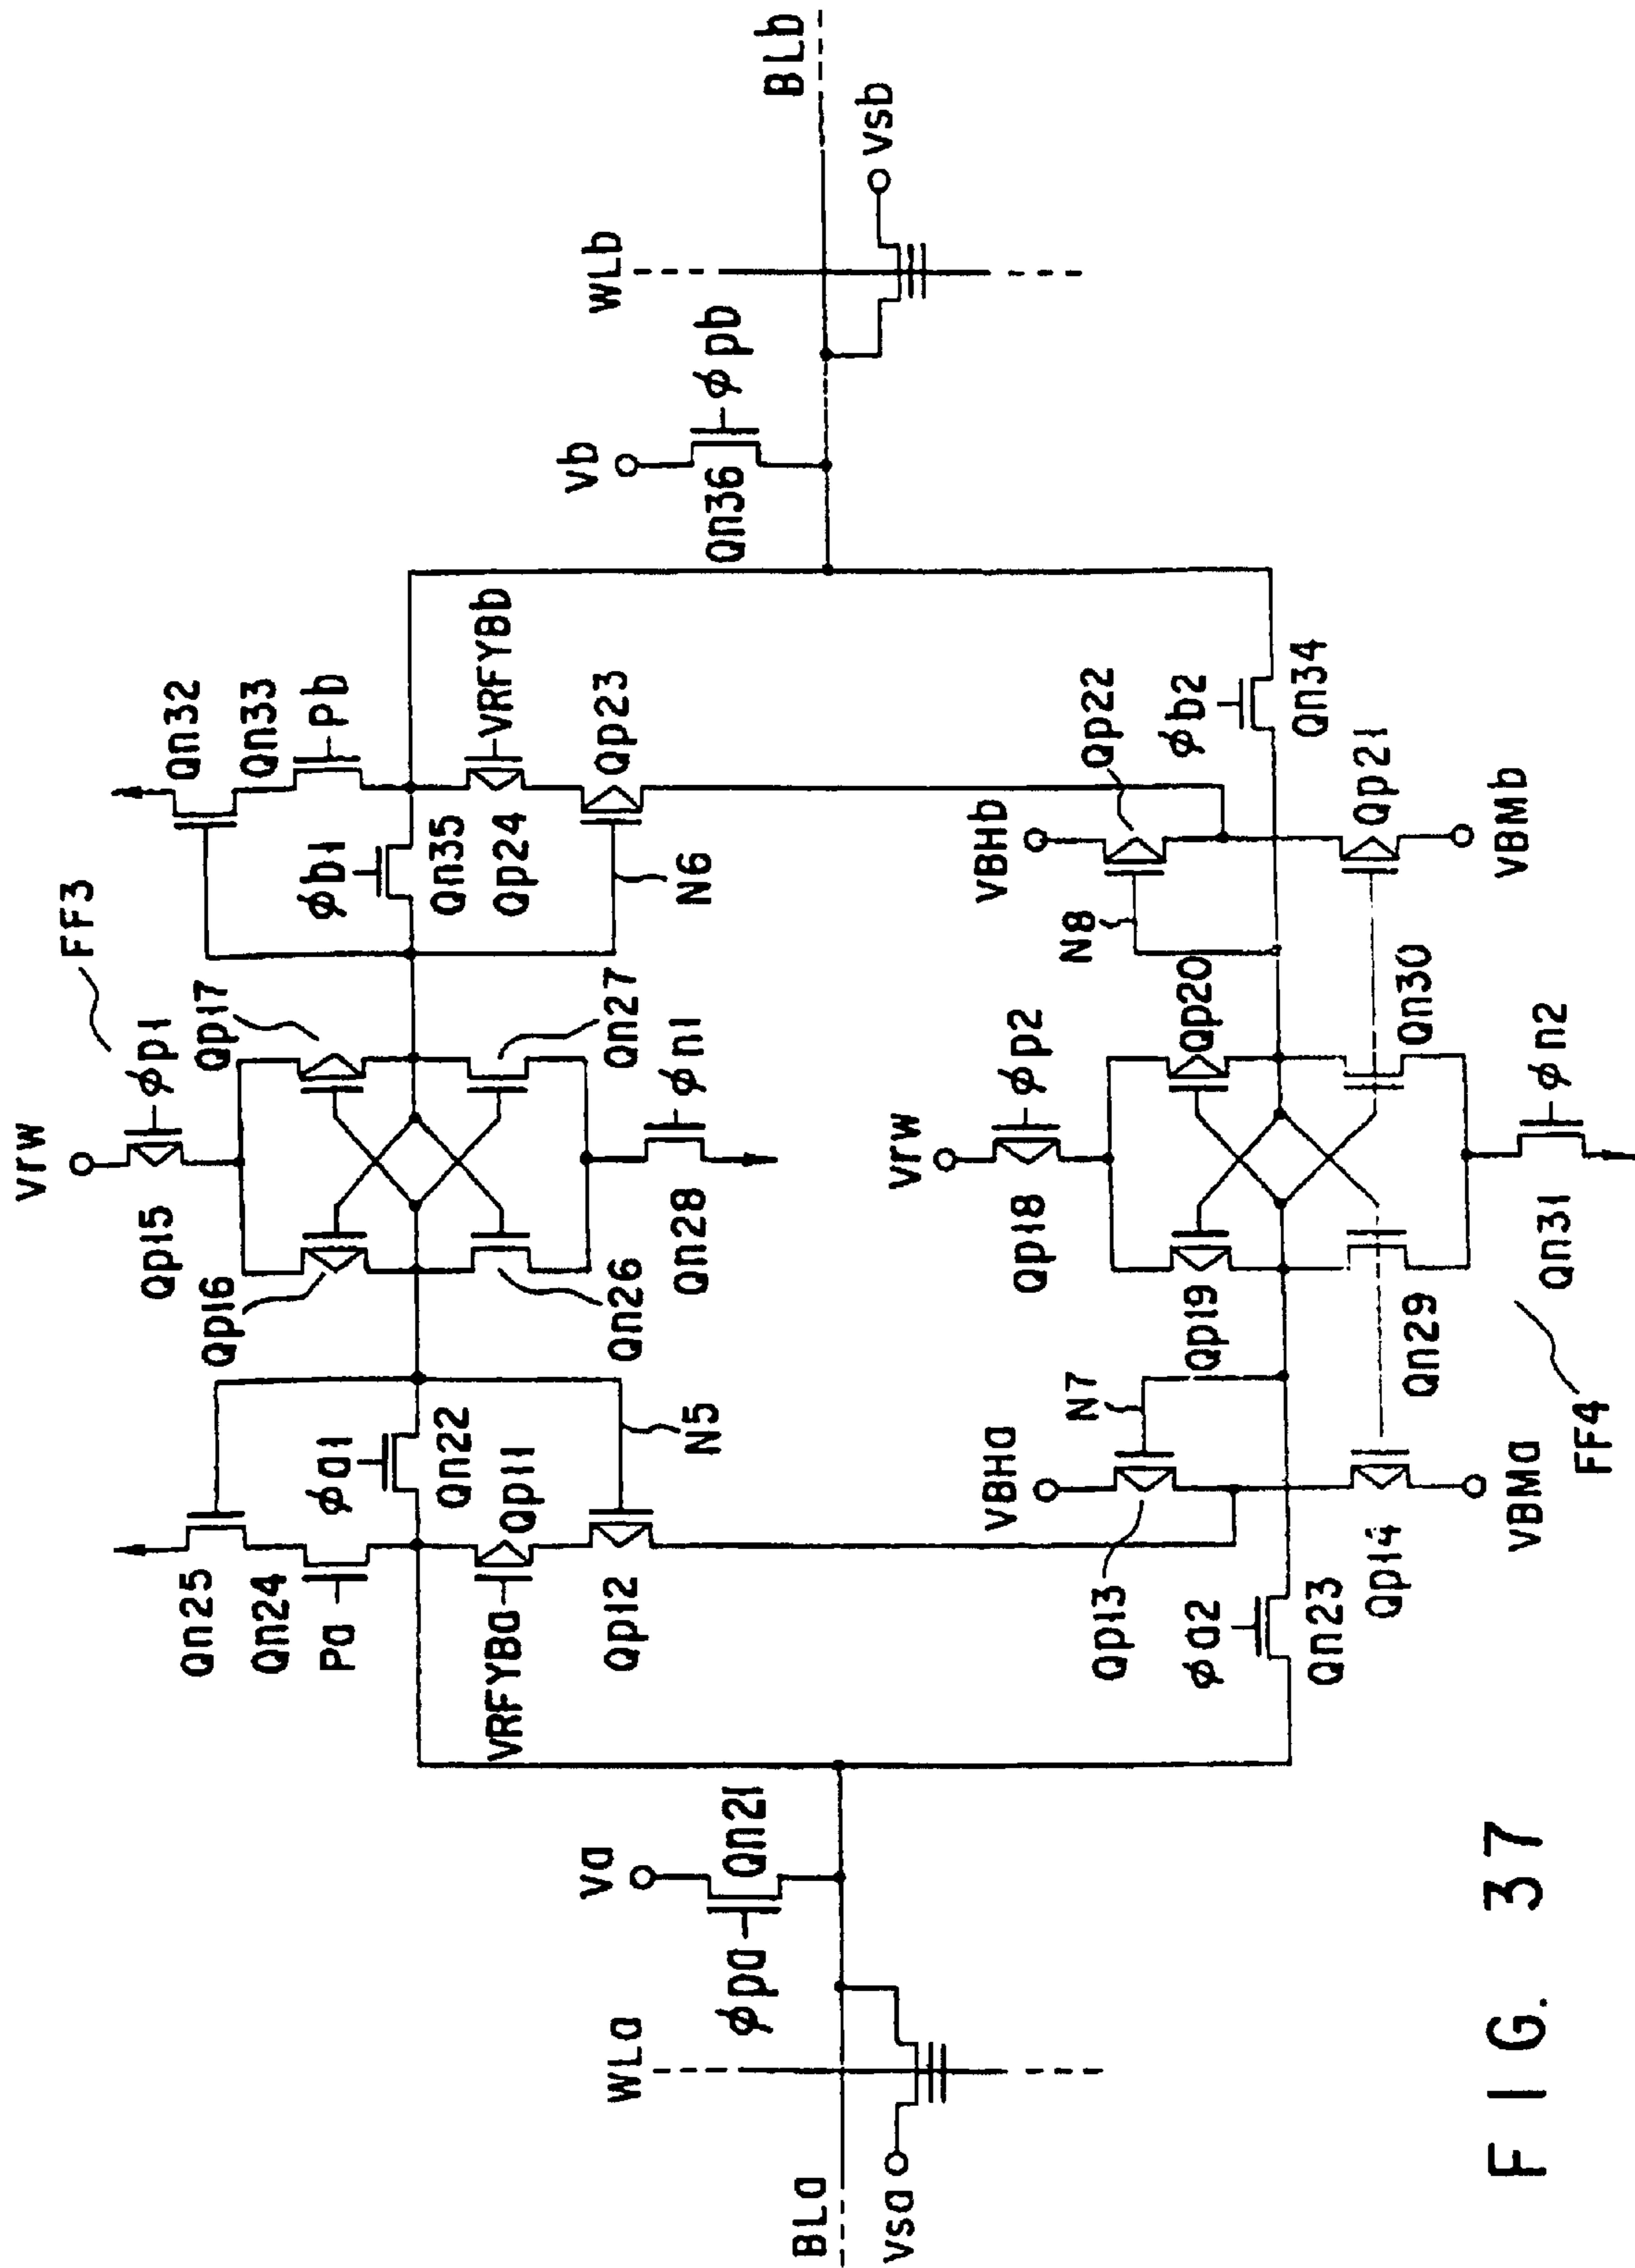 Vrw
FF3
φp1
Qp15
Qp16
Qp17
Qn26
Qn27
Qn28
φn1
Qn25
Qn24
Pa
φa1
Qn22
VRFYBa
Qp11
Qp12
N5
Qn32
Qn33
Pb
φb1
Qn35
Qp24
VRFYBb
Qp23
N6
Va
φpa
Qn21
WLa
BLa
Vsa
Vb
φpb
Qn36
WLb
BLb
Vsb
Vrw
φp2
Qp18
Qp19
Qp20
Qn29
Qn30
Qn31
φn2
FF4
VBHa
N7
Qp13
φa2
Qn23
Qp14
VBMa
VBHb
N8
Qp22
φb2
Qn34
Qp21
VBMb
FIG. 37